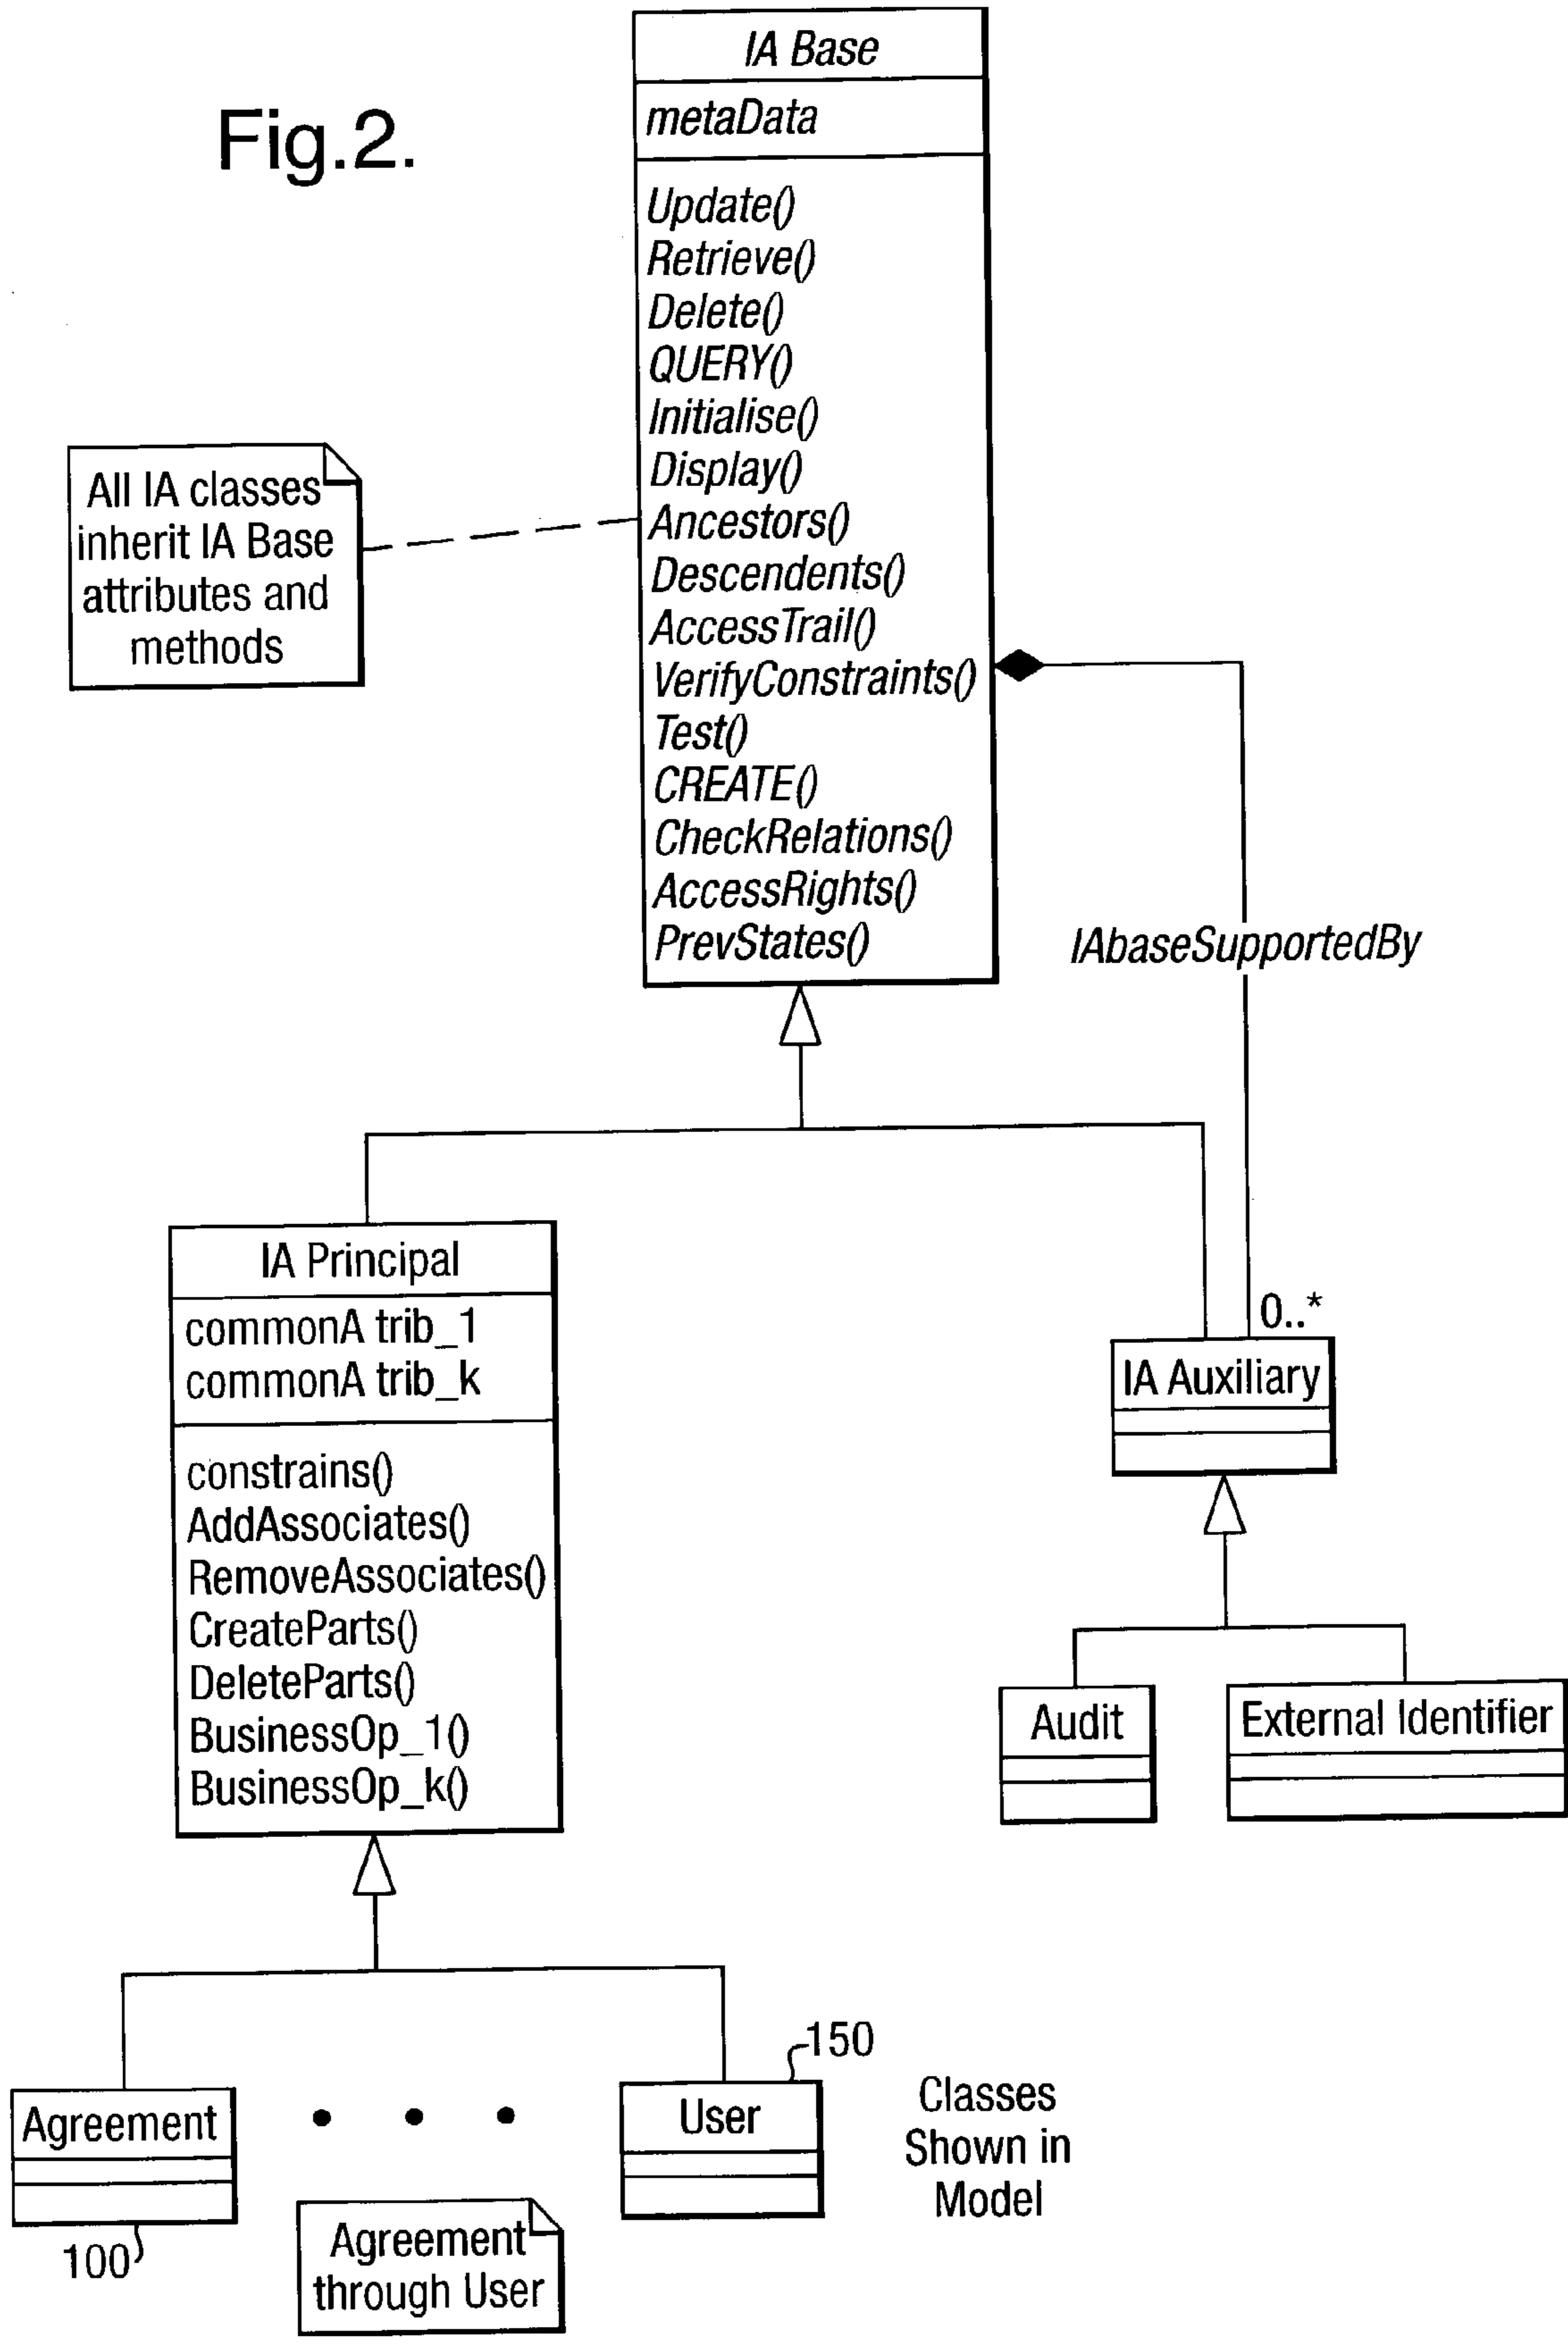 Fig.2.
IA Base
metaData
Update()
Retrieve()
Delete()
QUERY()
Initialise()
Display()
Ancestors()
Descendents()
AccessTrail()
VerifyConstraints()
Test()
CREATE()
CheckRelations()
AccessRights()
PrevStates()
All IA classes
inherit IA Base
attributes and
methods
IAbaseSupportedBy
0..*
IA Principal
commonA trib_1
commonA trib_k
constrains()
AddAssociates()
RemoveAssociates()
CreateParts()
DeleteParts()
BusinessOp_1()
BusinessOp_k()
IA Auxiliary
Audit
External Identifier
Agreement
100
User
150
Classes
Shown in
Model
Agreement
through User